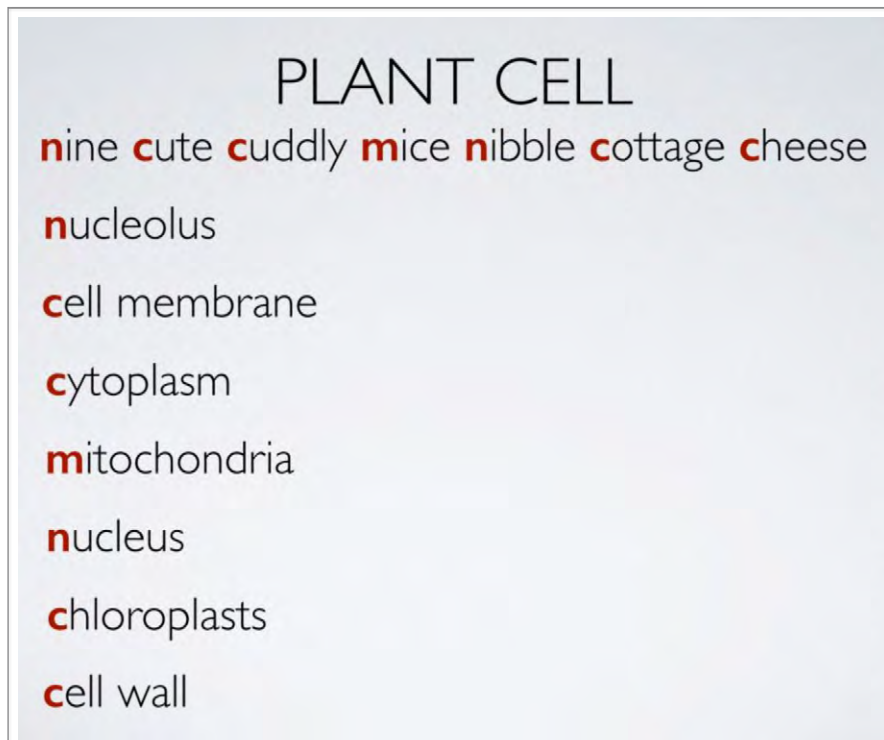 PLANT CELL
nine cute cuddly mice nibble cottage cheese
nucleolus
cell membrane
cytoplasm
mitochondria
nucleus
chloroplasts
cell wall